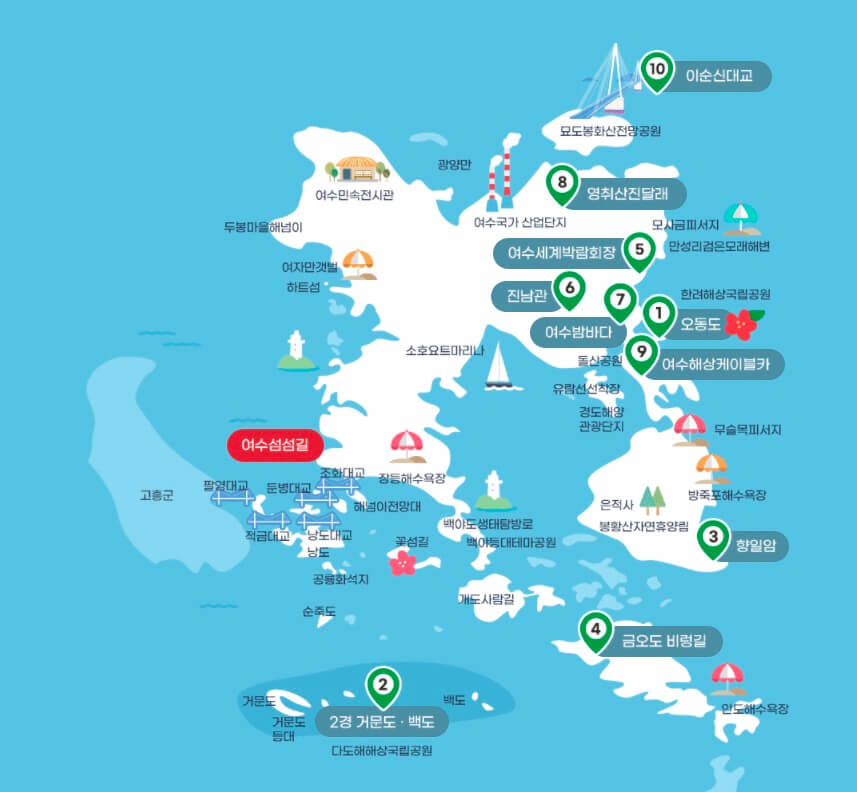 10 이순신대교
묘도봉화산전망공원
광양만
여수민속전시관
8 영취산진달래
여수국가 산업단지
두봉마을해넘이
모사금피서지
만성리검은모래해변
여수세계박람회장 5
여자만갯벌
하트섬
진남관 6
한려해상국립공원
7
여수밤바다
1 오동도
소호요트마리나
돌산공원
9 여수해상케이블카
유람선선착장
경도해양
관광단지
무슬목피서지
여수섬섬길
조화대교
장등해수욕장
팔영대교
둔병대교
고흥군
해넘이전망대
방죽포해수욕장
은적사
백야도생태탐방로
봉황산자연휴양림
적금대교
낭도대교
낭도
꽃섬길
백야등대테마공원
3 향일암
공룡화석지
개도사람길
순죽도
4 금오도 비렁길
2
거문도
백도
안도해수욕장
거문도
등대
2경 거문도 · 백도
다도해해상국립공원